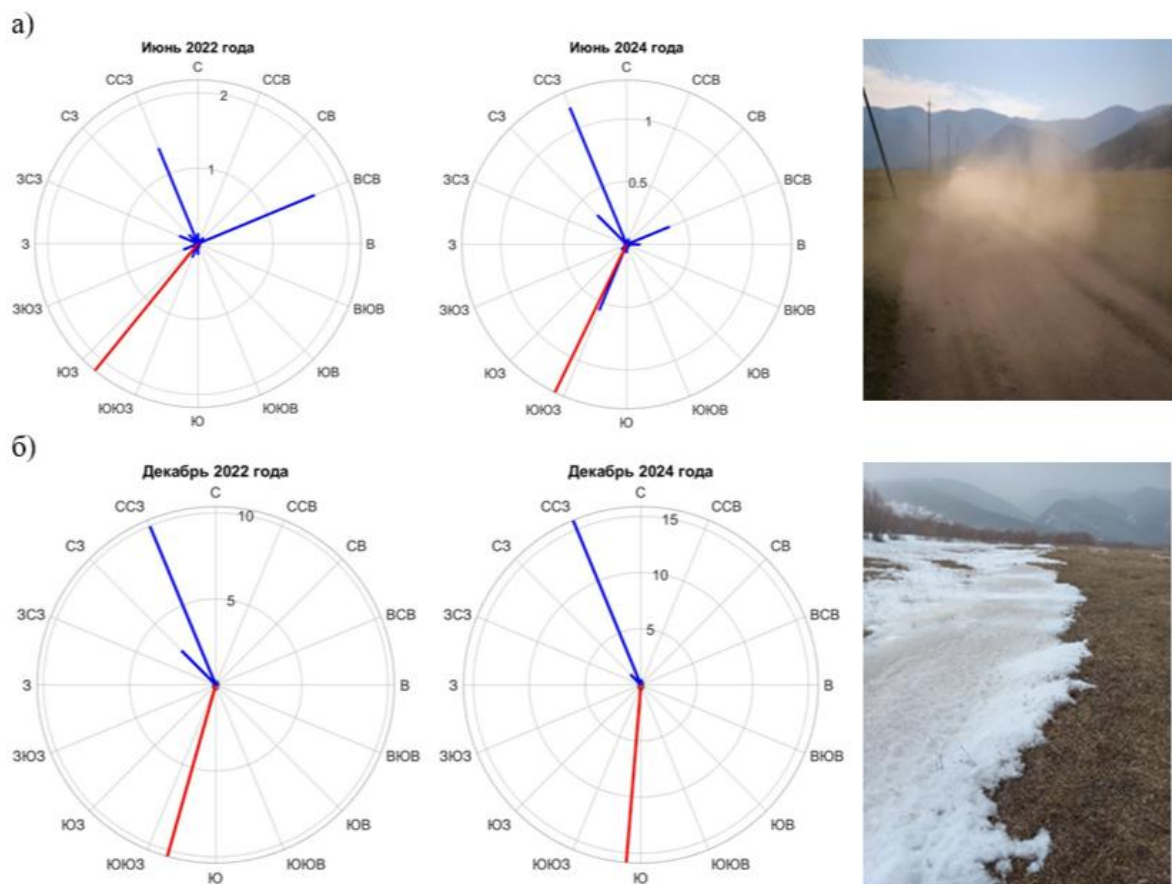 а)
Июнь 2022 года
С
ССВ
СВ
ВСВ
В
ВЮВ
ЮВ
ЮЮВ
Ю
ЮЮЗ
ЮЗ
ЗЮЗ
З
ЗСЗ
СЗ
ССЗ
1
2
Июнь 2024 года
С
ССВ
СВ
ВСВ
В
ВЮВ
ЮВ
ЮЮВ
Ю
ЮЮЗ
ЮЗ
ЗЮЗ
З
ЗСЗ
СЗ
ССЗ
0.5
1
б)
Декабрь 2022 года
С
ССВ
СВ
ВСВ
В
ВЮВ
ЮВ
ЮЮВ
Ю
ЮЮЗ
ЮЗ
ЗЮЗ
З
ЗСЗ
СЗ
ССЗ
5
10
Декабрь 2024 года
С
ССВ
СВ
ВСВ
В
ВЮВ
ЮВ
ЮЮВ
Ю
ЮЮЗ
ЮЗ
ЗЮЗ
З
ЗСЗ
СЗ
ССЗ
5
10
15